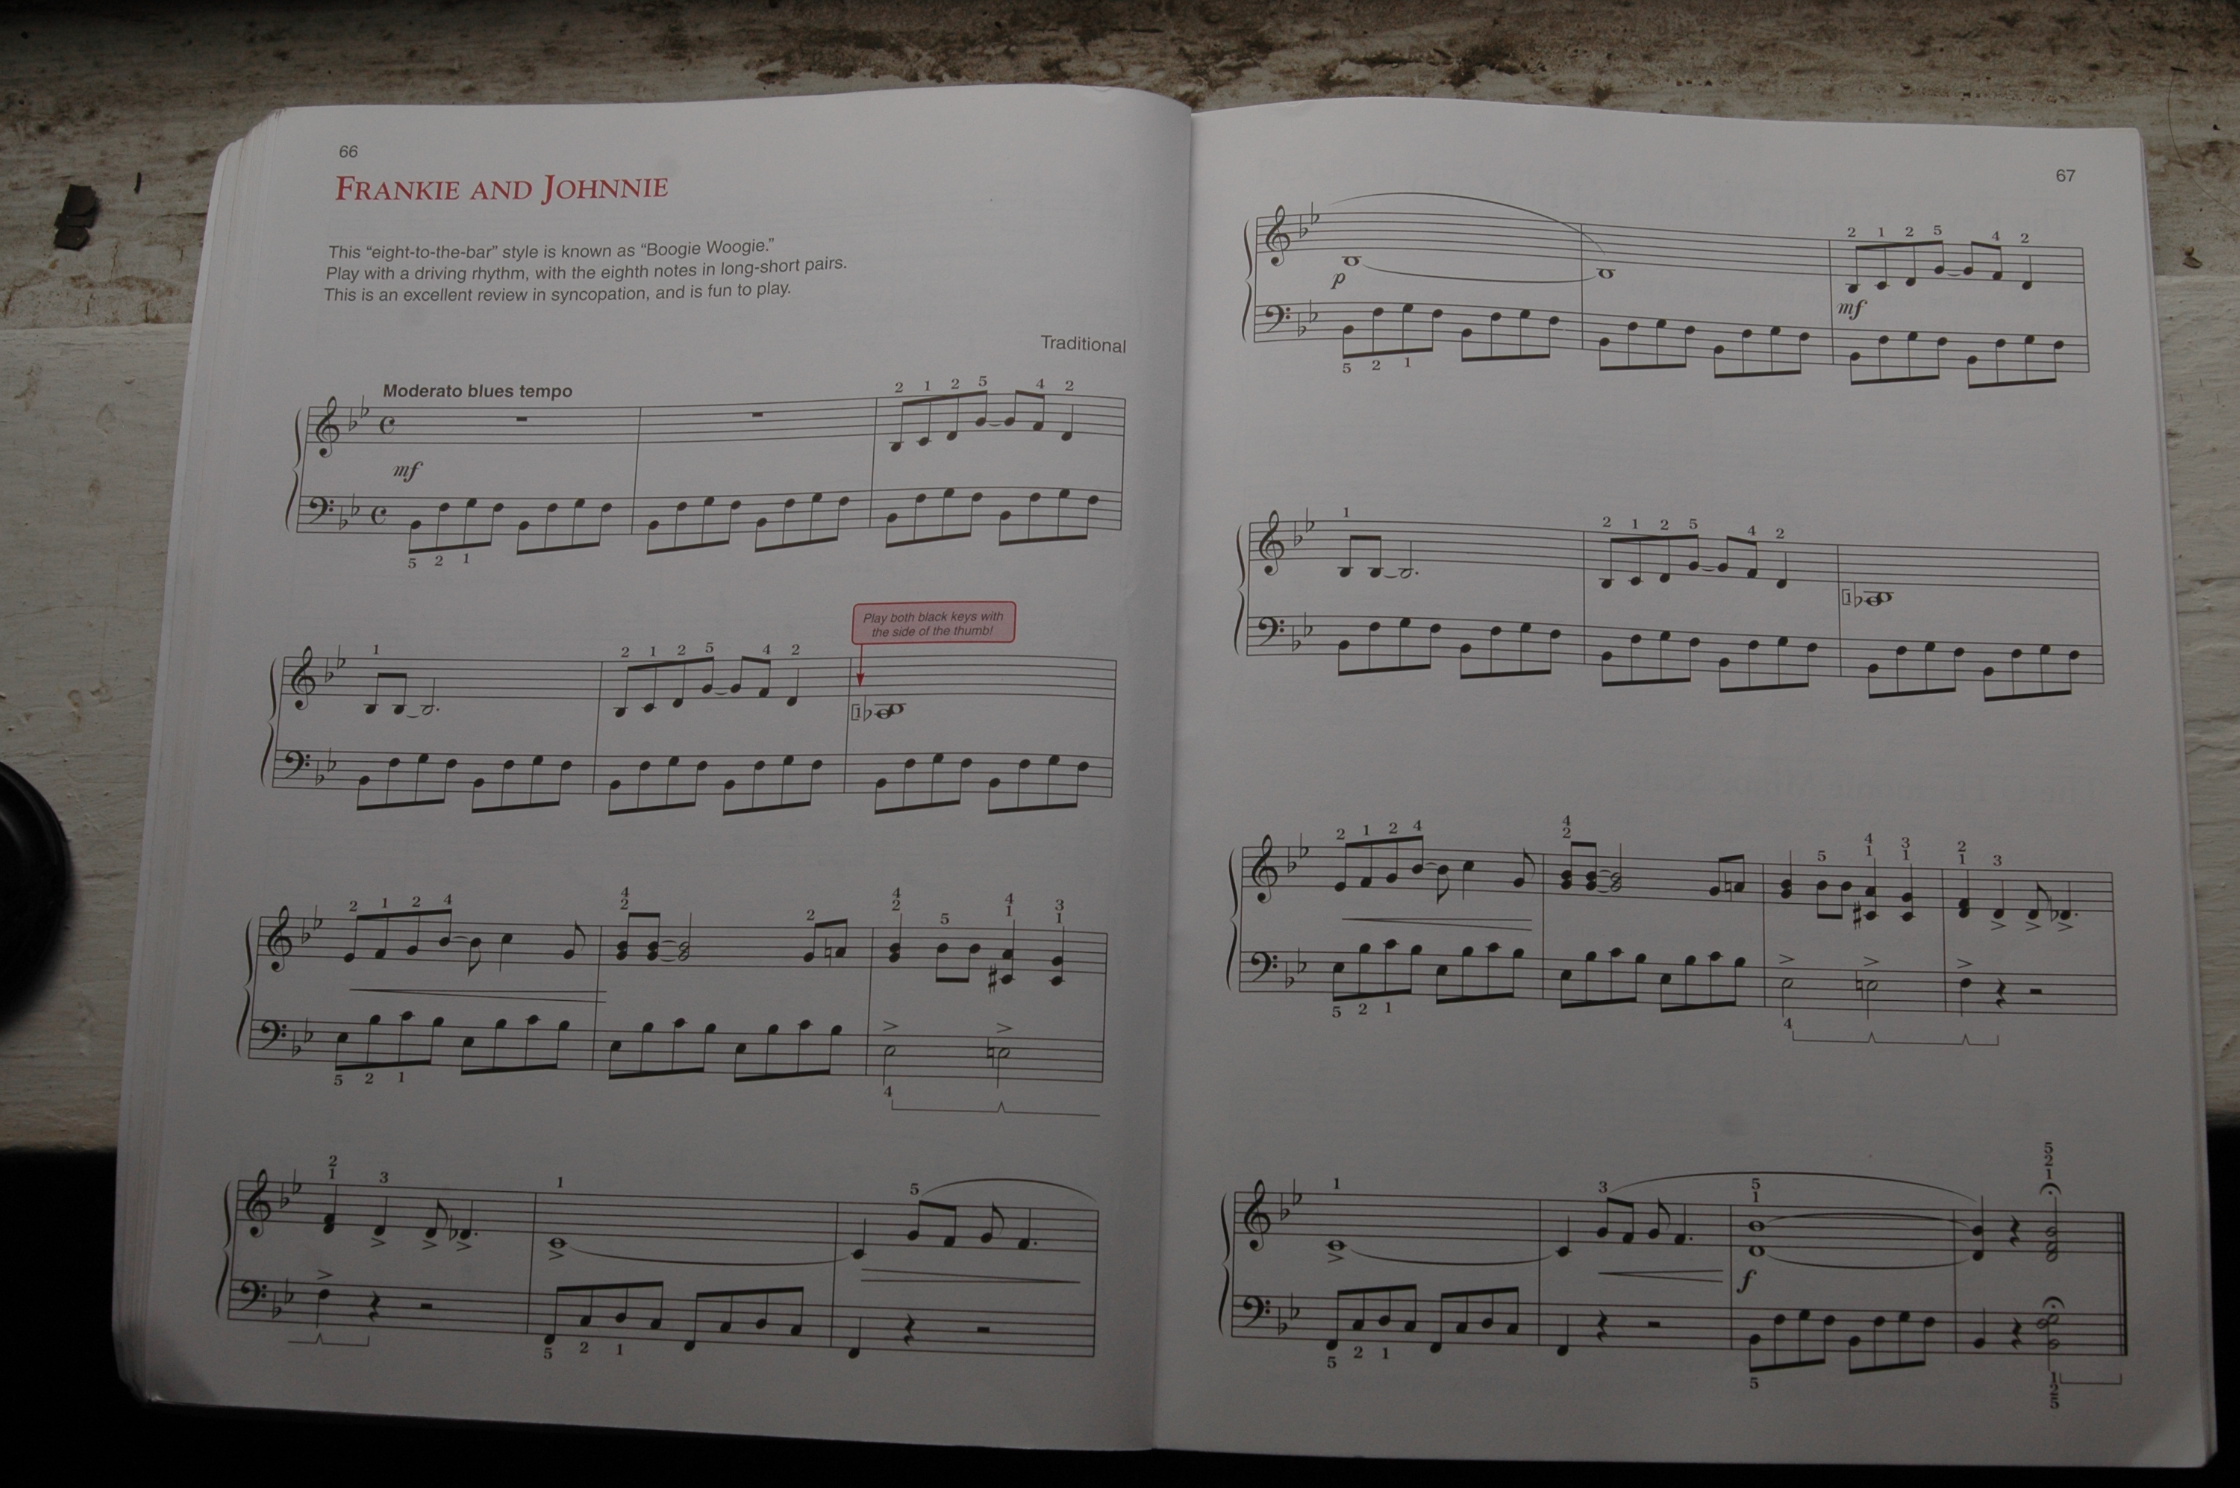 66
FRANKIE AND JOHNNIE
This “eight-to-the-bar” style is known as “Boogie Woogie.”
Play with a driving rhythm, with the eighth notes in long-short pairs.
This is an excellent review in syncopation, and is fun to play.
Traditional
Moderato blues tempo
2 1 2 5 4 2
mf
5 2 1
Play both black keys with
the side of the thumb!
1 2 1 2 5 4 2
1
2 1 2 4 4 2 2 4 2 5 4 1 3 1
5 2 1 4
2 1 3 1 5
5 2 1
67
2 1 2 5 4 2
p mf
5 2 1
1 2 1 2 5 4 2
1
2 1 2 4 4 2 5 4 1 3 1 2 1 3
5 2 1 4
1 3 5 1 5 2 1
f
5 2 1 5 1 2 5